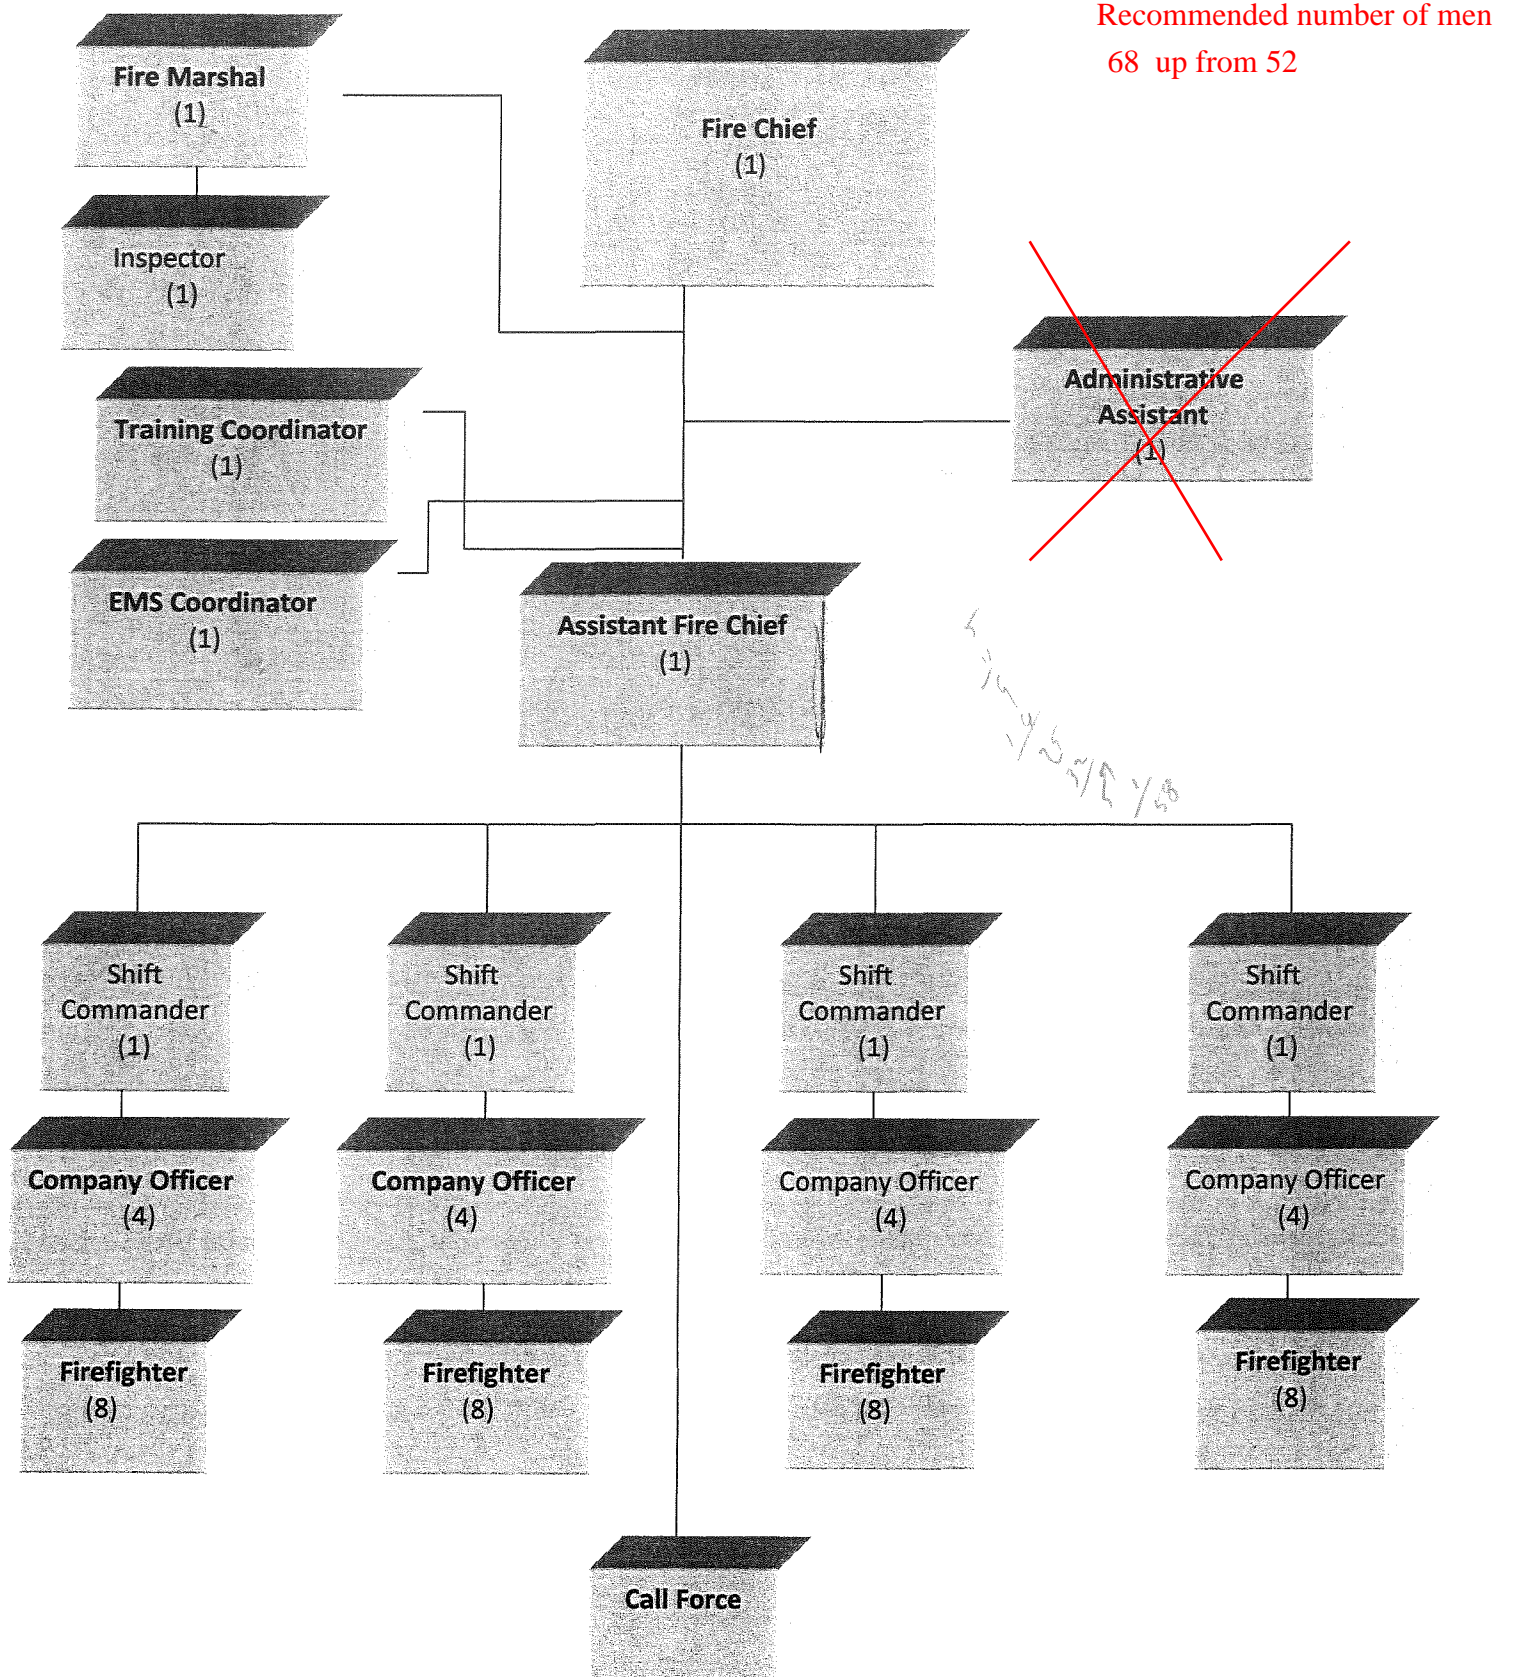 Recommended number of men
68 up from 52
Fire Marshal
(1)
Fire Chief
(1)
Inspector
(1)
Administrative
Assistant
(1)
Training Coordinator
(1)
EMS Coordinator
(1)
Assistant Fire Chief
(1)
Shift
Commander
(1)
Shift
Commander
(1)
Shift
Commander
(1)
Shift
Commander
(1)
Company Officer
(4)
Company Officer
(4)
Company Officer
(4)
Company Officer
(4)
Firefighter
(8)
Firefighter
(8)
Firefighter
(8)
Firefighter
(8)
Call Force